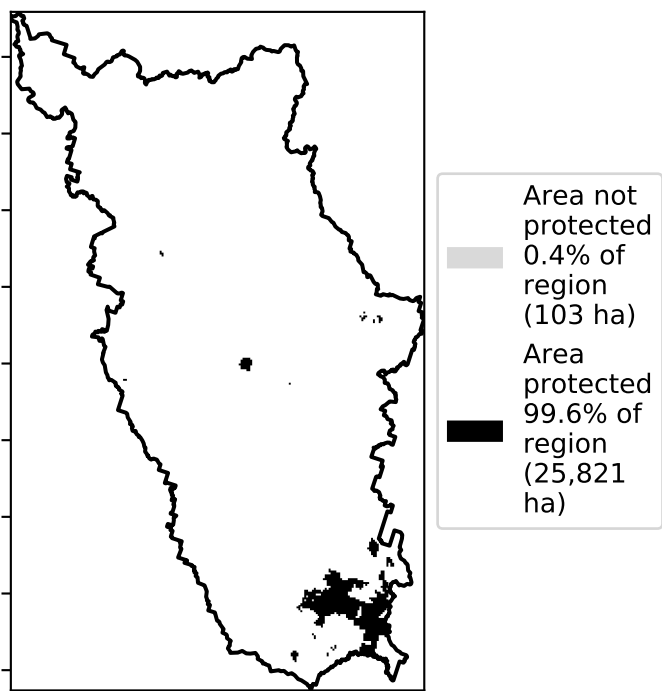 Area not
protected
0.4% of
region
(103 ha)
Area
protected
99.6% of
region
(25,821
ha)